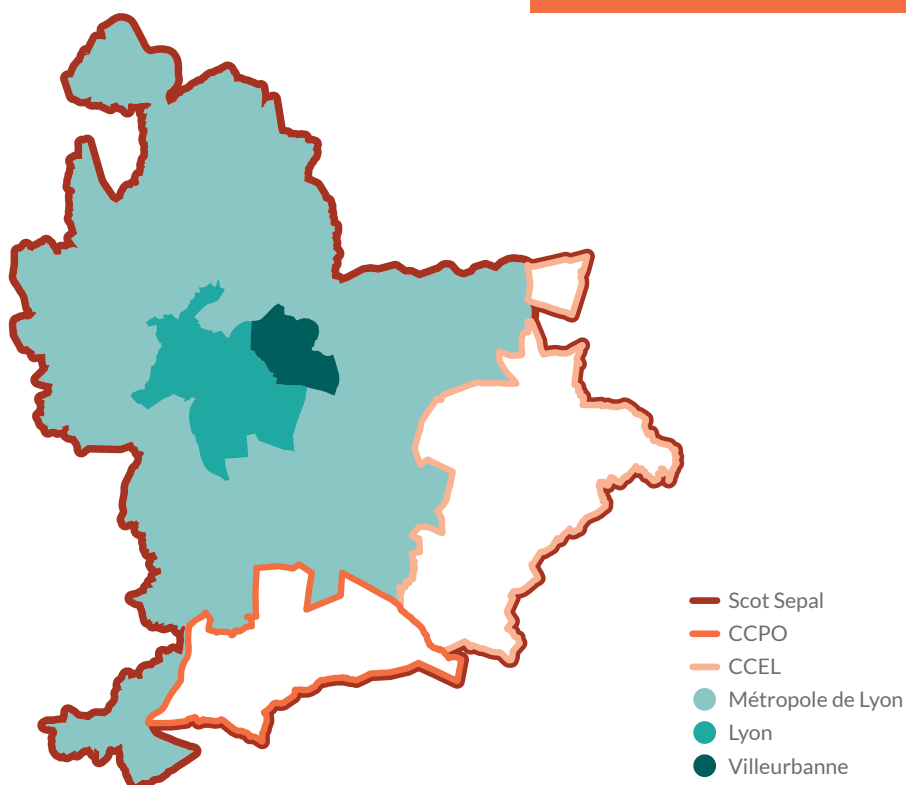 Scot Sepal
CCPO
CCEL
Métropole de Lyon
Lyon
Villeurbanne